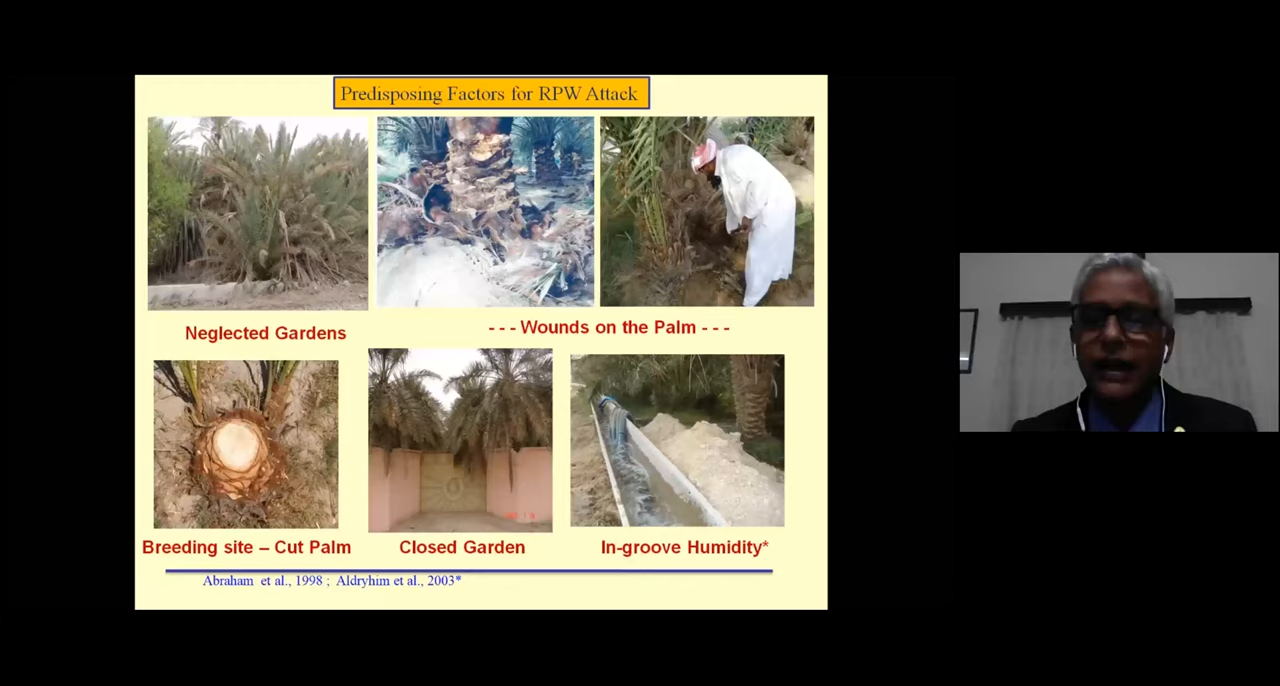 Predisposing Factors for RPW Attack
Neglected Gardens
- - - Wounds on the Palm - - -
Breeding site – Cut Palm
Closed Garden
In-groove Humidity*
Abraham et al., 1998 ; Aldryhim et al., 2003*